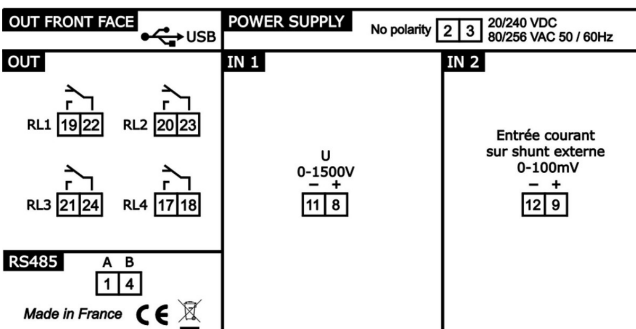 OUT FRONT FACE
USB
POWER SUPPLY
No polarity 2 3 20/240 VDC
80/256 VAC 50 / 60Hz
OUT
RL1 19 22 RL2 20 23
RL3 21 24 RL4 17 18
RS485
A B
1 4
Made in France CE
IN 1
U
0-1500V
− +
11 8
IN 2
Entrée courant
sur shunt externe
0-100mV
− +
12 9